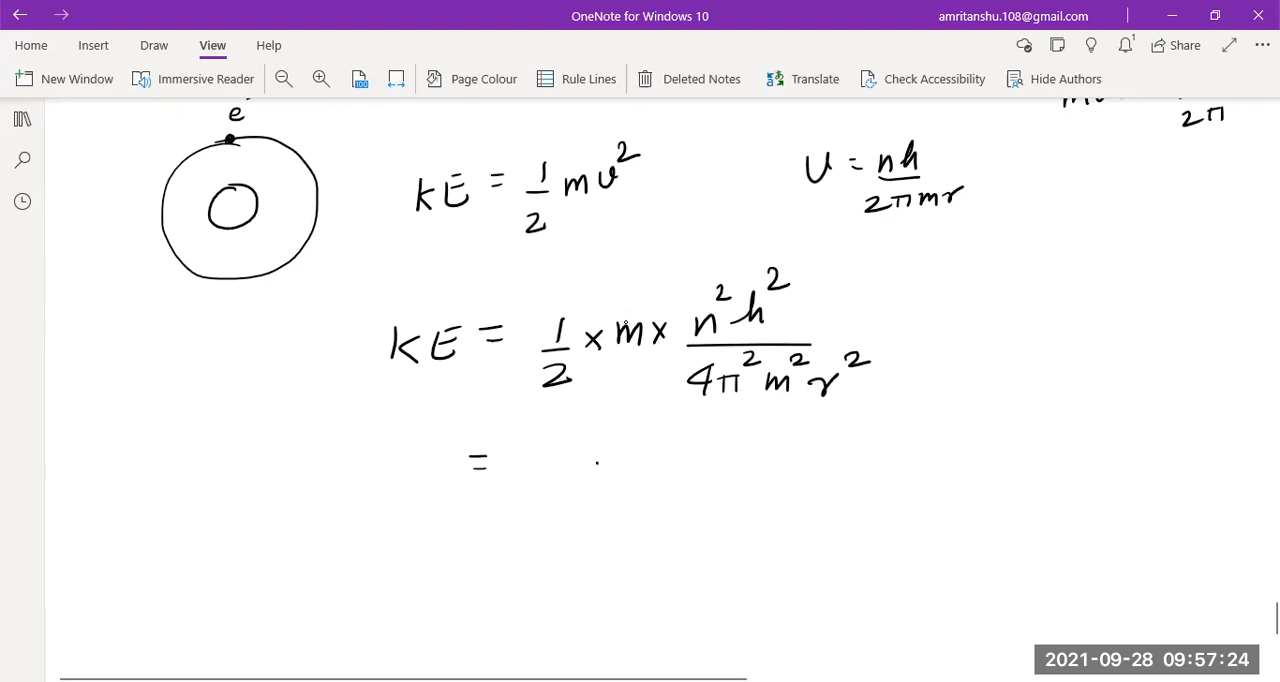 OneNote for Windows 10
amritanshu.108@gmail.com
Home Insert Draw View Help
1 Share
New Window Immersive Reader 100 Page Colour Rule Lines Deleted Notes Translate Check Accessibility Hide Authors
e
2π
KE = 1/2 mv²
v = nh/2πmr
KE = 1/2 × m × n²h²/4π²m²r²
=
2021-09-28 09:57:24